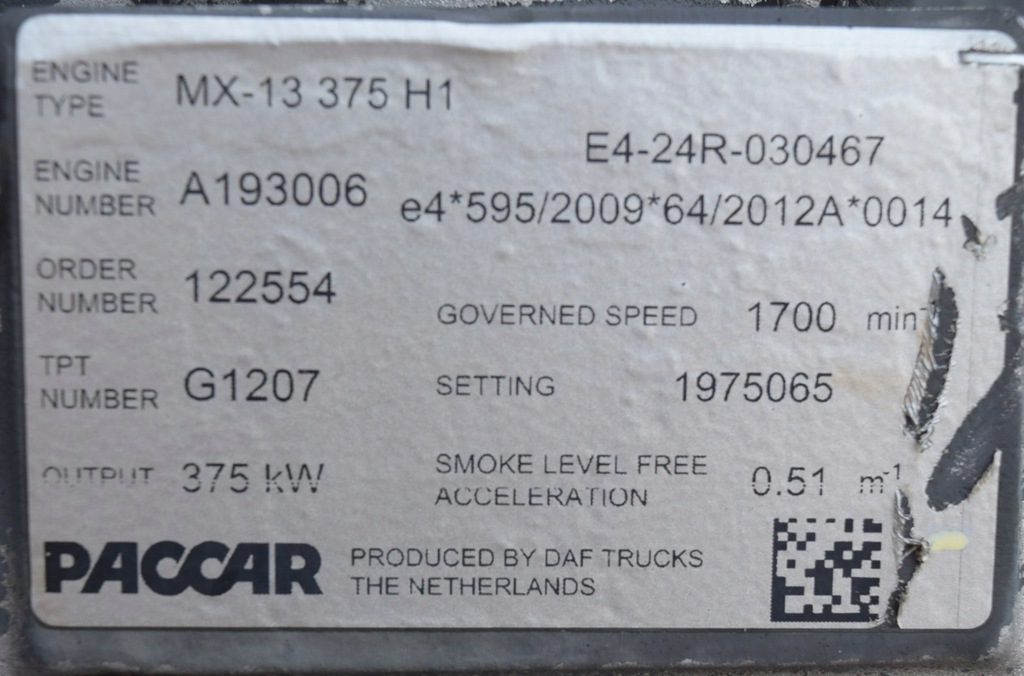 ENGINE TYPE MX-13 375 H1
E4-24R-030467
ENGINE NUMBER A193006
e4*595/2009*64/2012A*0014
ORDER NUMBER 122554
GOVERNED SPEED 1700 min⁻
TPT NUMBER G1207
SETTING 1975065
OUTPUT 375 kW
SMOKE LEVEL FREE ACCELERATION 0.51 m⁻¹
PACCAR
PRODUCED BY DAF TRUCKS
THE NETHERLANDS